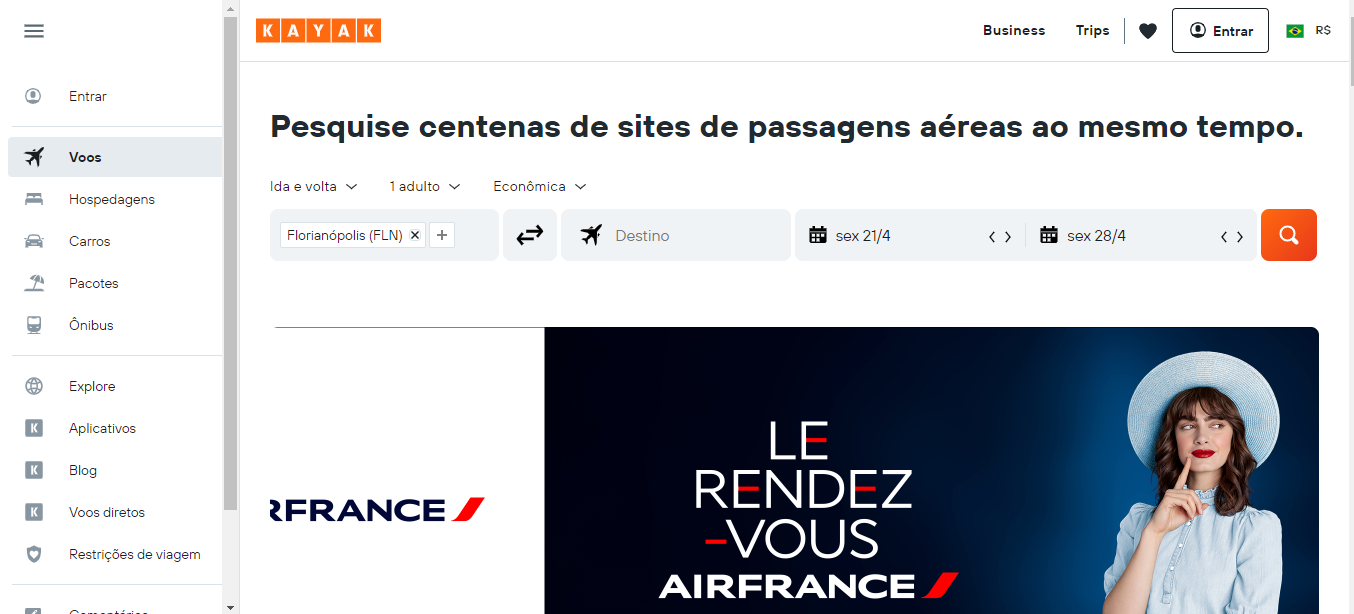 KAYAK
Business
Trips
Entrar
R$
Entrar
Voos
Hospedagens
Carros
Pacotes
Ônibus
Explore
K Aplicativos
K Blog
K Voos diretos
Restrições de viagem
Pesquise centenas de sites de passagens aéreas ao mesmo tempo.
Ida e volta
1 adulto
Econômica
Florianópolis (FLN) × +
Destino
sex 21/4
sex 28/4
RFRANCE
LE
RENDEZ
-VOUS
AIRFRANCE